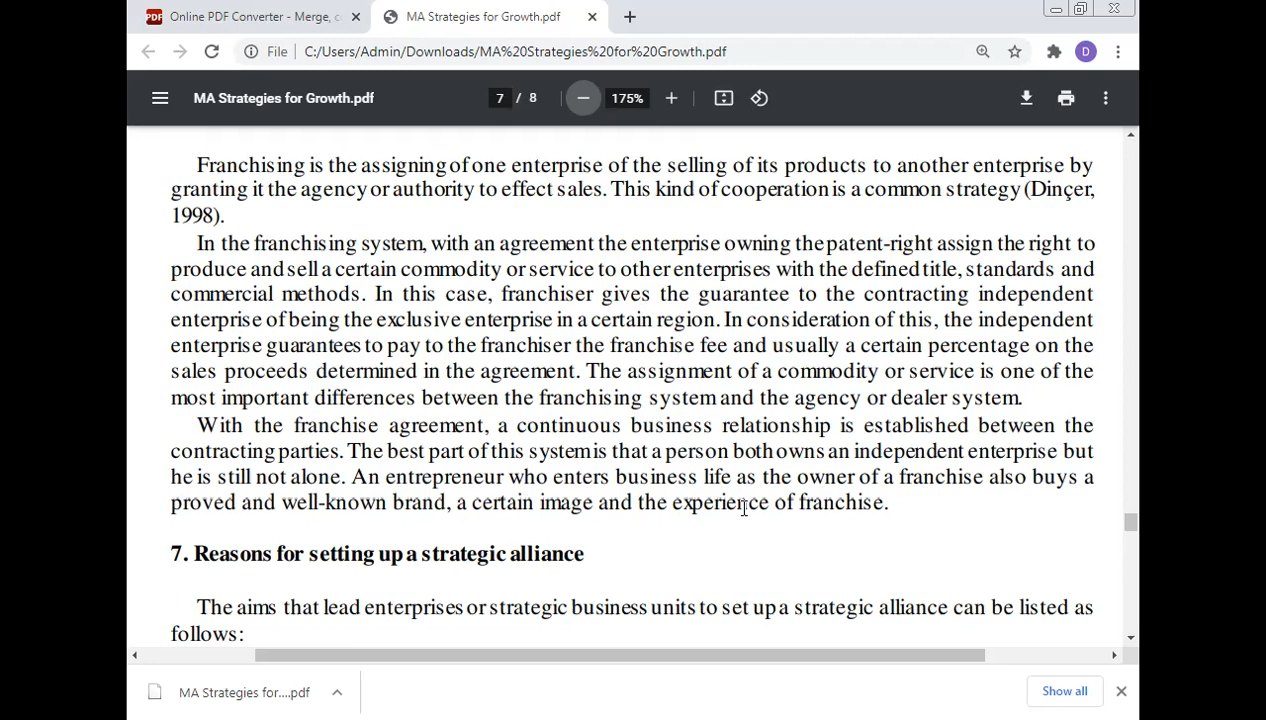 Online PDF Converter - Merge, c
MA Strategies for Growth.pdf
File
C:/Users/Admin/Downloads/MA%20Strategies%20for%20Growth.pdf
D
MA Strategies for Growth.pdf
7 / 8
175%
Franchising is the assigning of one enterprise of the selling of its products to another enterprise by
granting it the agency or authority to effect sales. This kind of cooperation is a common strategy (Dinçer,
1998).
In the franchising system, with an agreement the enterprise owning the patent-right assign the right to
produce and sell a certain commodity or service to other enterprises with the defined title, standards and
commercial methods. In this case, franchiser gives the guarantee to the contracting independent
enterprise of being the exclusive enterprise in a certain region. In consideration of this, the independent
enterprise guarantees to pay to the franchiser the franchise fee and usually a certain percentage on the
sales proceeds determined in the agreement. The assignment of a commodity or service is one of the
most important differences between the franchising system and the agency or dealer system.
With the franchise agreement, a continuous business relationship is established between the
contracting parties. The best part of this system is that a person both owns an independent enterprise but
he is still not alone. An entrepreneur who enters business life as the owner of a franchise also buys a
proved and well-known brand, a certain image and the experience of franchise.
7. Reasons for setting up a strategic alliance
The aims that lead enterprises or strategic business units to set up a strategic alliance can be listed as
follows:
MA Strategies for....pdf
Show all